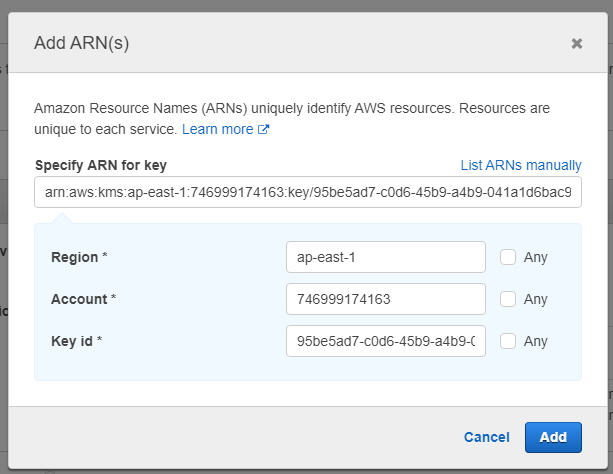 Add ARN(s)
Amazon Resource Names (ARNs) uniquely identify AWS resources. Resources are
unique to each service. Learn more
Specify ARN for key
List ARNs manually
arn:aws:kms:ap-east-1:746999174163:key/95be5ad7-c0d6-45b9-a4b9-041a1d6bac9
Region *
ap-east-1
Any
Account *
746999174163
Any
Key id *
95be5ad7-c0d6-45b9-a4b9-0
Any
Cancel
Add